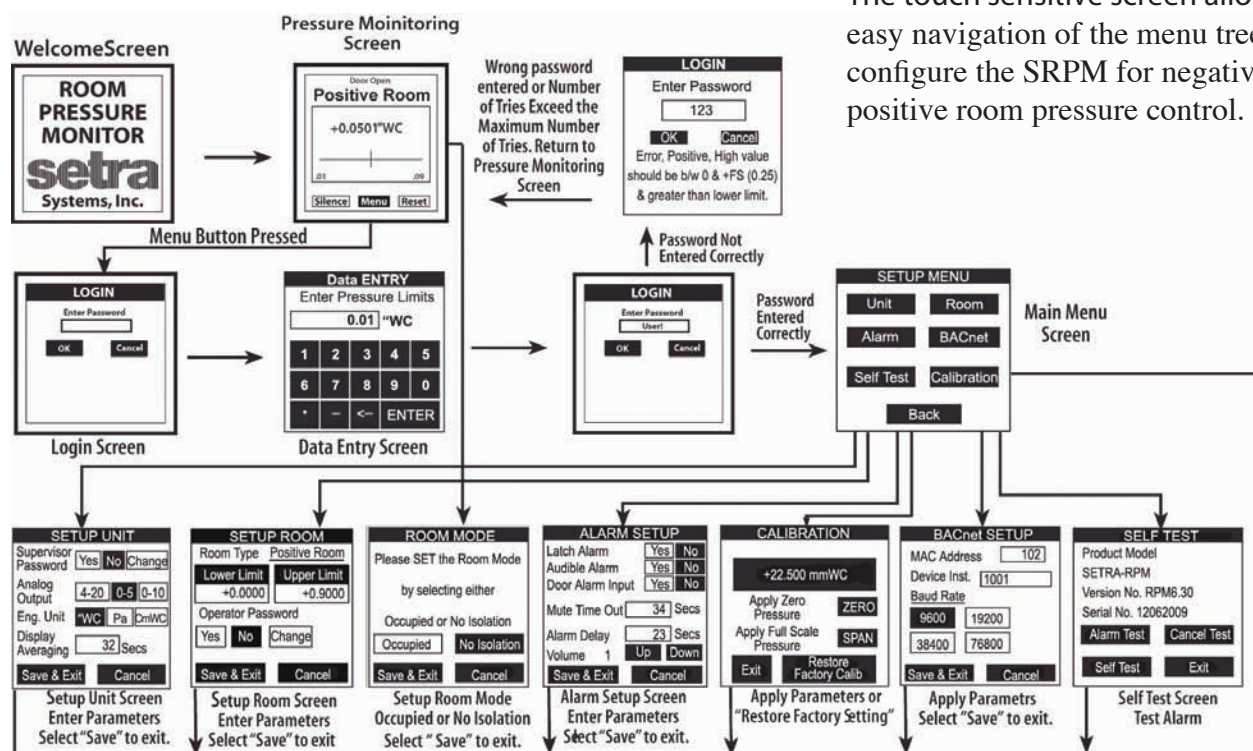 The touch sensitive screen allo
easy navigation of the menu tree
configure the SRPM for negativ
positive room pressure control.
WelcomeScreen
ROOM
PRESSURE
MONITOR
setra
Systems, Inc.
Pressure Moinitoring
Screen
Door Open
Positive Room
+0.0501"WC
.01 .09
Silence Menu Reset
Wrong password
entered or Number
of Tries Exceed the
Maximum Number
of Tries. Return to
Pressure Monitoring
Screen
LOGIN
Enter Password
123
OK Cancel
Error, Positive, High value
should be b/w 0 & +FS (0.25)
& greater than lower limit.
Menu Button Pressed
Password Not
Entered Correctly
LOGIN
Enter Password
OK Cancel
Login Screen
Data ENTRY
Enter Pressure Limits
0.01 "WC
1 2 3 4 5
6 7 8 9 0
· – <– ENTER
Data Entry Screen
LOGIN
Enter Password
User!
OK Cancel
Password
Entered
Correctly
SETUP MENU
Unit Room
Alarm BACnet
Self Test Calibration
Back
Main Menu
Screen
SETUP UNIT
Supervisor
Password Yes No Change
Analog
Output 4-20 0-5 0-10
Eng. Unit "WC Pa CmWC
Display
Averaging 32 Secs
Save & Exit Cancel
Setup Unit Screen
Enter Parameters
Select "Save" to exit.
SETUP ROOM
Room Type Positive Room
Lower Limit Upper Limit
+0.0000 +0.9000
Operator Password
Yes No Change
Save & Exit Cancel
Setup Room Screen
Enter Parameters
Select "Save" to exit
ROOM MODE
Please SET the Room Mode
by selecting either
Occupied or No Isolation
Occupied No Isolation
Save & Exit Cancel
Setup Room Mode
Occupied or No Isolation
Select " Save" to exit.
ALARM SETUP
Latch Alarm Yes No
Audible Alarm Yes No
Door Alarm Input Yes No
Mute Time Out 34 Secs
Alarm Delay 23 Secs
Volume 1 Up Down
Save & Exit Cancel
Alarm Setup Screen
Enter Parameters
Select "Save" to exit.
CALIBRATION
+22.500 mmWC
Apply Zero
Pressure ZERO
Apply Full Scale
Pressure SPAN
Exit Restore
Factory Calib
Apply Parameters or
"Restore Factory Setting"
BACnet SETUP
MAC Address 102
Device Inst. 1001
Baud Rate
9600 19200
38400 76800
Save & Exit Cancel
Apply Parametrs
Select "Save" to exit.
SELF TEST
Product Model
SETRA-RPM
Version No. RPM6.30
Serial No. 12062009
Alarm Test Cancel Test
Self Test Exit
Self Test Screen
Test Alarm